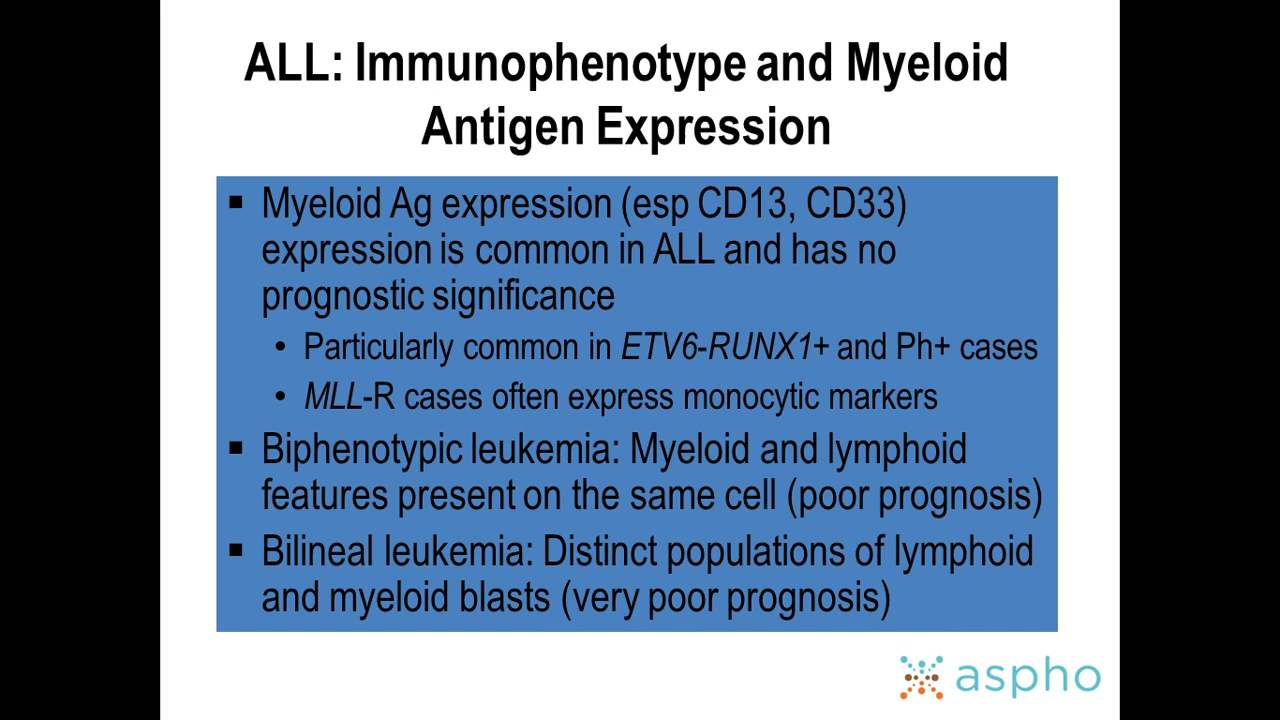 ALL: Immunophenotype and Myeloid
Antigen Expression
▪ Myeloid Ag expression (esp CD13, CD33)
expression is common in ALL and has no
prognostic significance
• Particularly common in ETV6-RUNX1+ and Ph+ cases
• MLL-R cases often express monocytic markers
▪ Biphenotypic leukemia: Myeloid and lymphoid
features present on the same cell (poor prognosis)
▪ Bilineal leukemia: Distinct populations of lymphoid
and myeloid blasts (very poor prognosis)
aspho